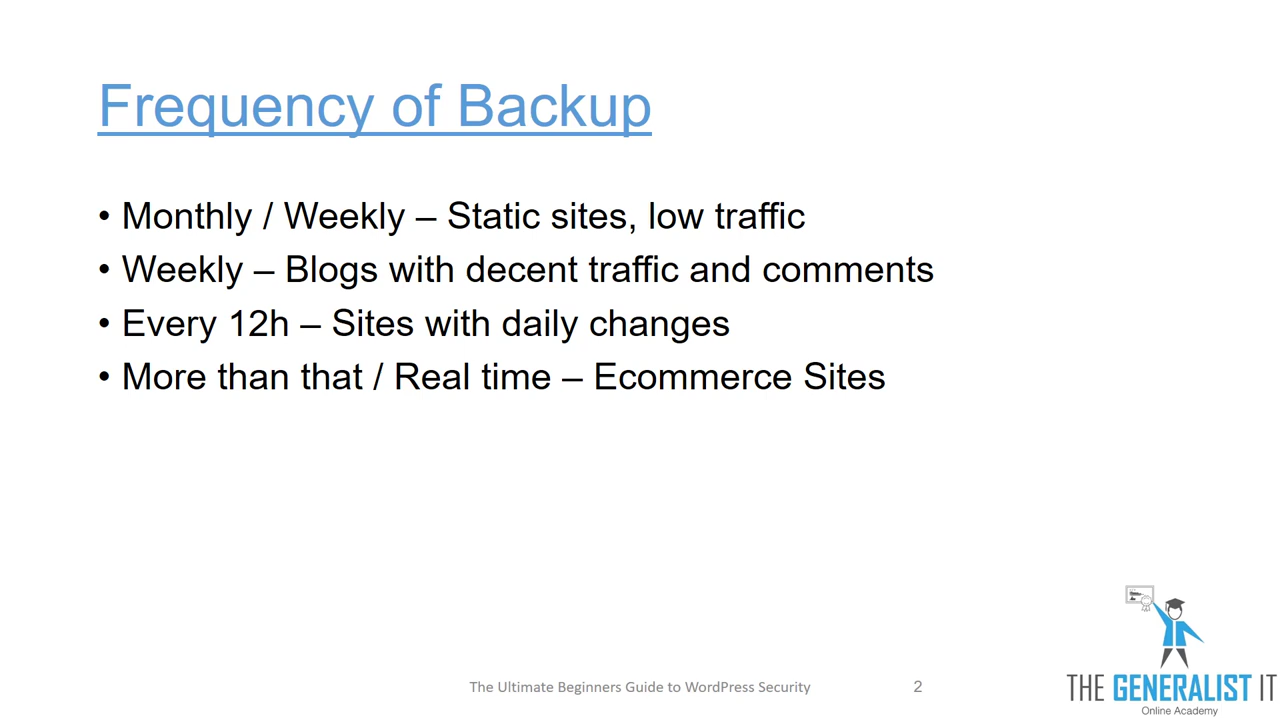 Frequency of Backup
• Monthly / Weekly – Static sites, low traffic
• Weekly – Blogs with decent traffic and comments
• Every 12h – Sites with daily changes
• More than that / Real time – Ecommerce Sites
The Ultimate Beginners Guide to WordPress Security
2
THE GENERALIST IT
Online Academy